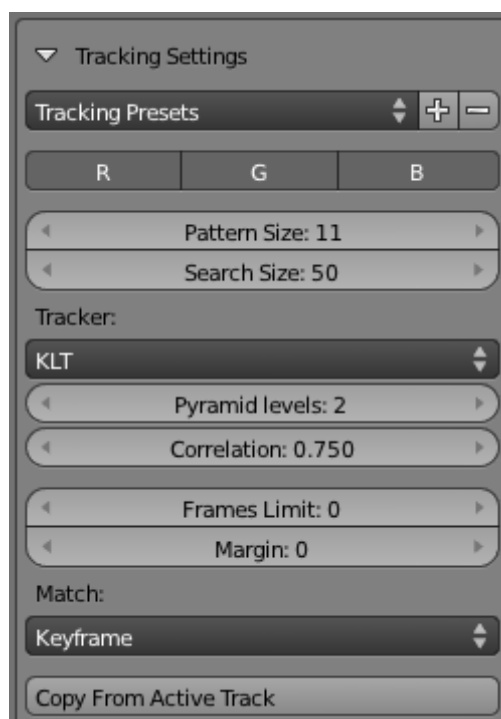 Tracking Settings
Tracking Presets
R G B
Pattern Size: 11
Search Size: 50
Tracker:
KLT
Pyramid levels: 2
Correlation: 0.750
Frames Limit: 0
Margin: 0
Match:
Keyframe
Copy From Active Track